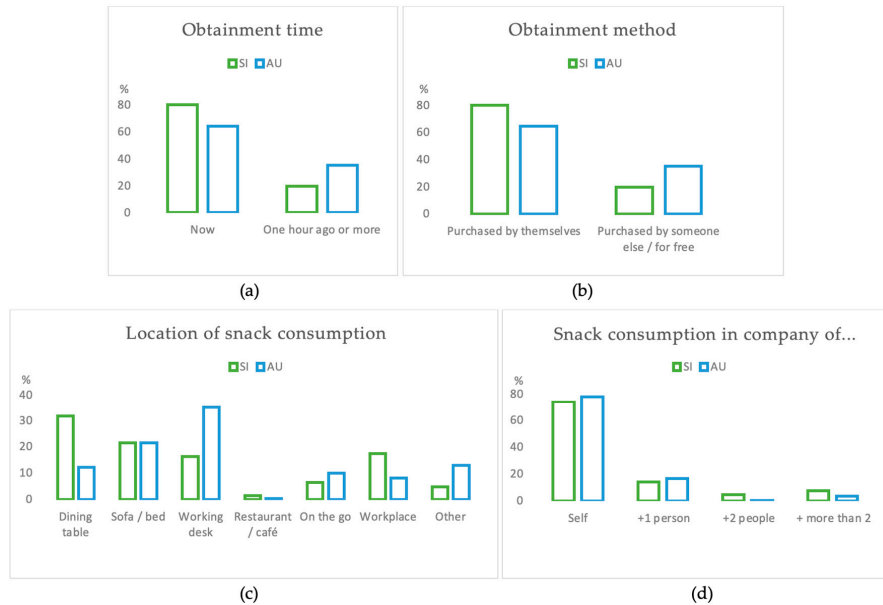 Obtainment time
SI AU
%
80
60
40
20
0
Now One hour ago or more
(a)
Obtainment method
SI AU
%
80
60
40
20
0
Purchased by themselves Purchased by someone
else / for free
(b)
Location of snack consumption
SI AU
%
40
30
20
10
0
Dining Sofa / bed Working Restaurant On the go Workplace Other
table desk / café
(c)
Snack consumption in company of...
SI AU
%
80
60
40
20
0
Self +1 person +2 people + more than 2
(d)